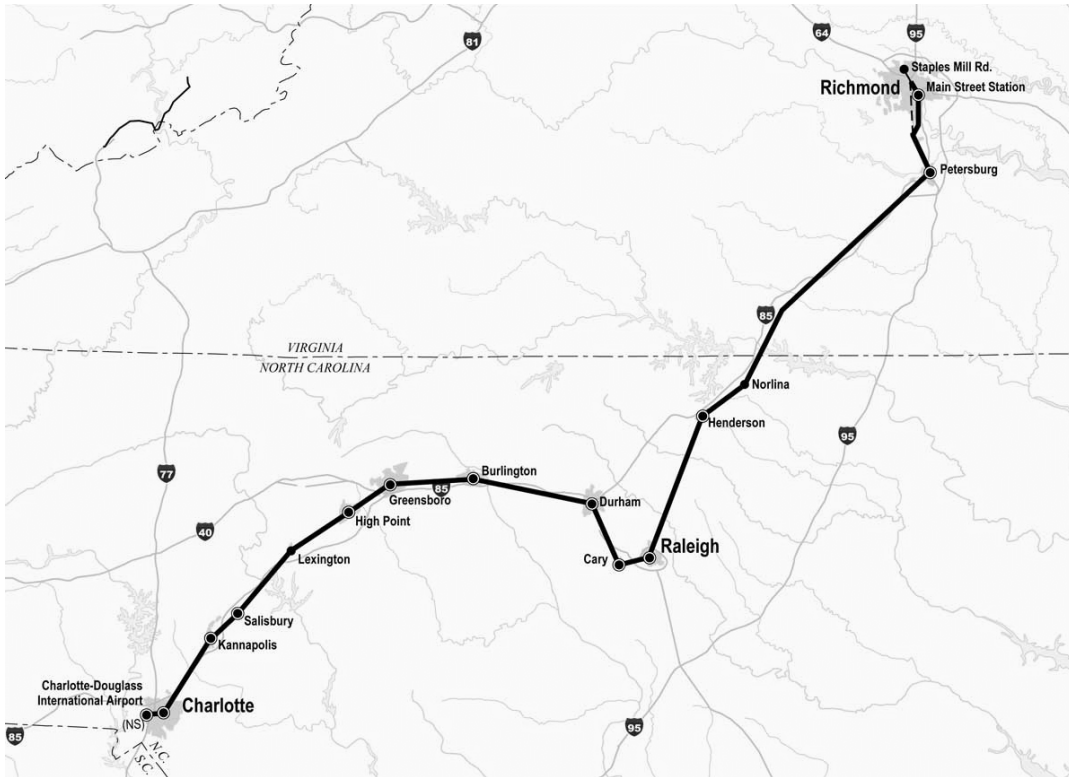 64
95
81
Staples Mill Rd.
Richmond
Main Street Station
Petersburg
85
VIRGINIA
NORTH CAROLINA
Norlina
Henderson
95
77
Burlington
Greensboro
85
Durham
High Point
40
Raleigh
Cary
Lexington
Salisbury
Kannapolis
Charlotte-Douglass
International Airport
Charlotte
(NS)
85
N.C.
S.C.
95